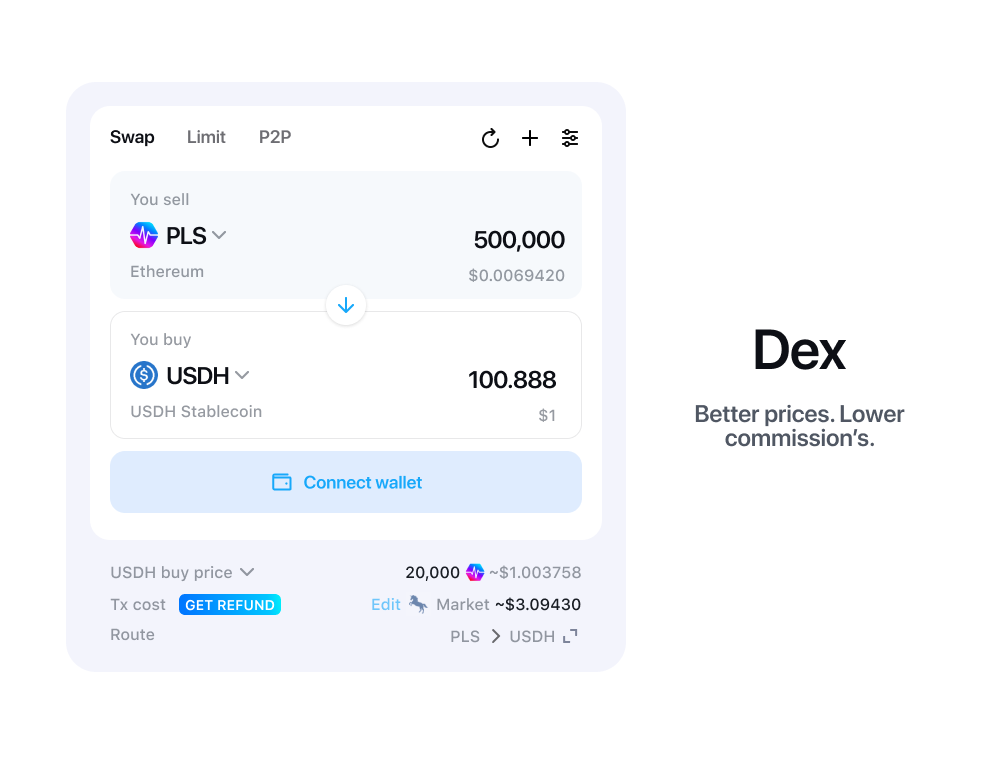 Swap Limit P2P
You sell
PLS 500,000
Ethereum $0.0069420
You buy
USDH 100.888
USDH Stablecoin $1
Connect wallet
USDH buy price 20,000 ~$1.003758
Tx cost GET REFUND Edit Market ~$3.09430
Route PLS USDH
Dex
Better prices. Lower
commission's.